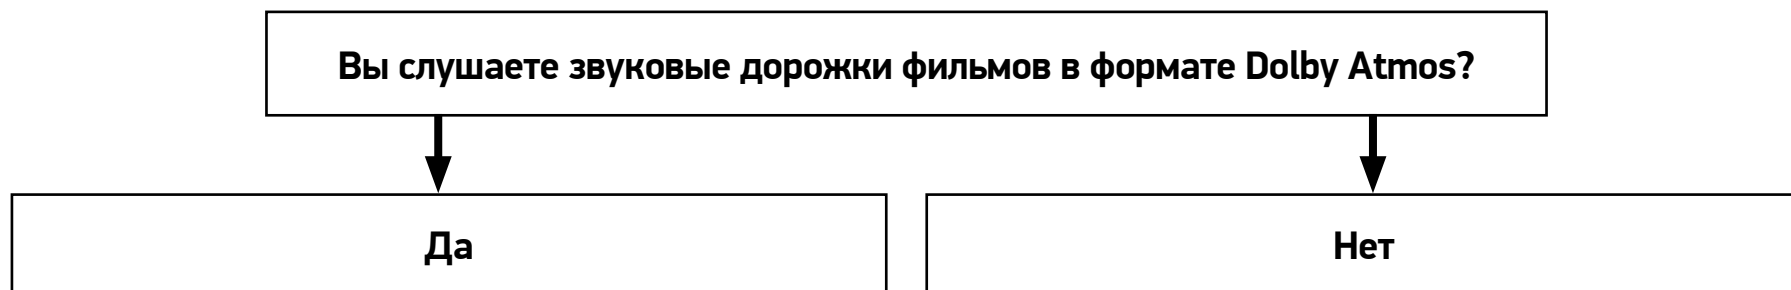 Вы слушаете звуковые дорожки фильмов в формате Dolby Atmos?
Да
Нет